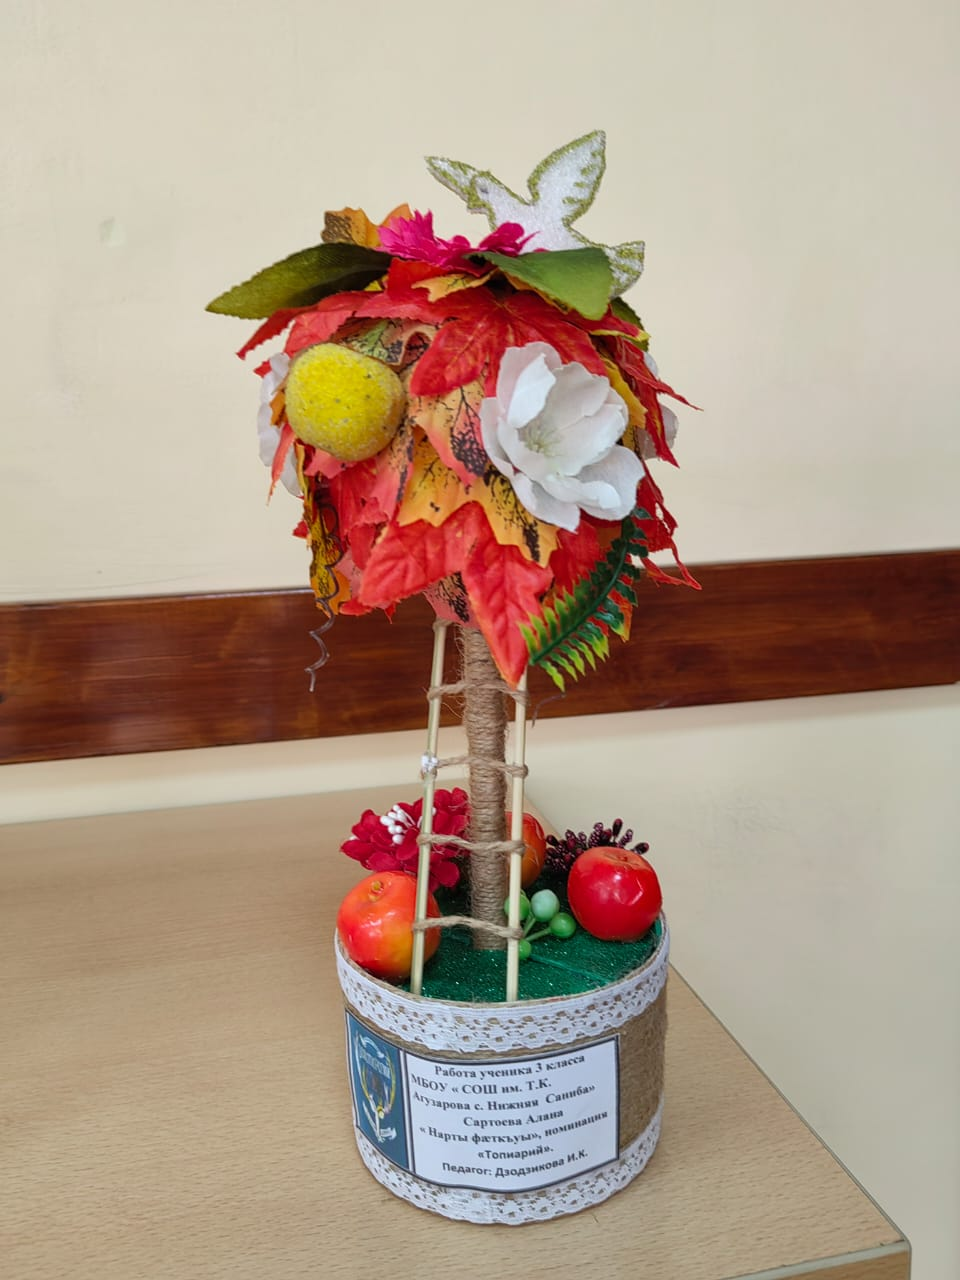 Работа ученика 3 класса
МБОУ « СОШ им. Т.К.
Агузарова с. Нижняя Саниба»
Сартоева Алана
« Нарты фæткъуы», номинация
«Топиарий».
Педагог: Дзодзикова И.К.